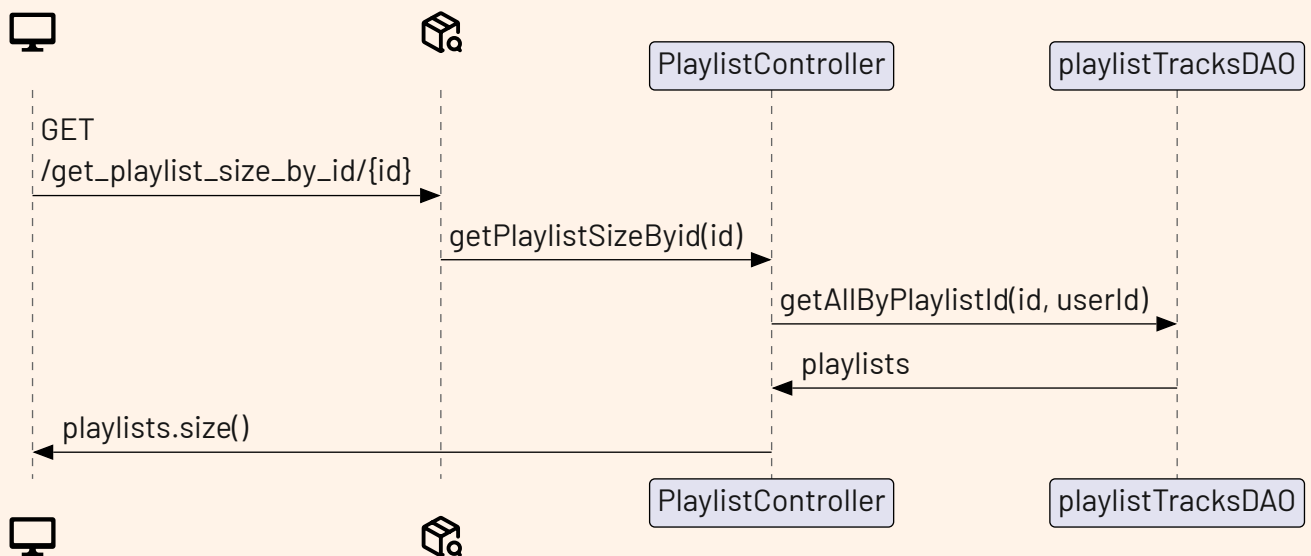 PlaylistController
playlistTracksDAO
GET
/get_playlist_size_by_id/{id}
getPlaylistSizeByid(id)
getAllByPlaylistId(id, userId)
playlists
playlists.size()
PlaylistController
playlistTracksDAO